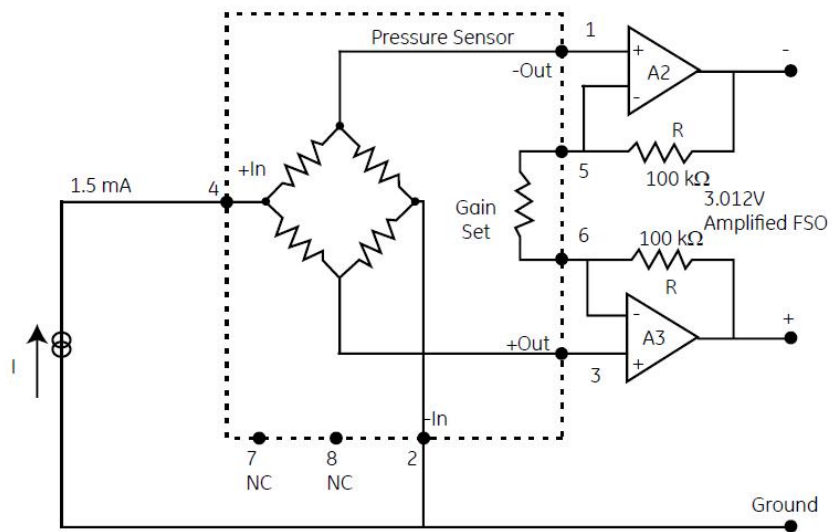 Pressure Sensor
1
-Out
+
A2
-
-
R
100 kΩ
5
3.012V
Amplified FSO
+In
4
1.5 mA
Gain
Set
6
100 kΩ
R
-
A3
+
+
+Out
3
I
-In
7
NC
8
NC
2
Ground